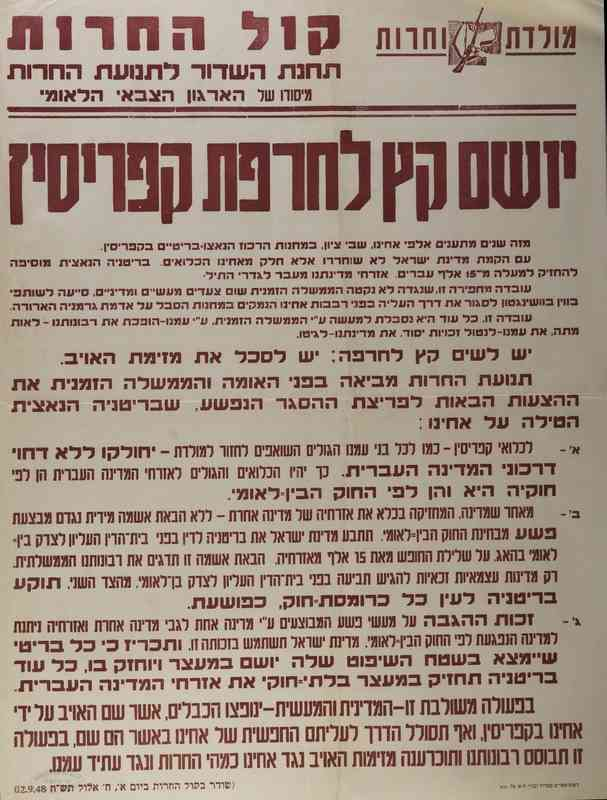 קול החרות
תחנת השדור לתנועת החרות
מיסודו של הארגון הצבאי הלאומי
מולדת וחרות
יושם קץ לחרפת קפריסין
מזה שנים מתענים אלפי אחינו, שבי ציון, במחנות הרכוז הנאצו-בריטיים בקפריסין.
עם הקמת מדינת ישראל לא שוחררו אלא חלק מאחינו הכלואים. בריטניה הנאצית מוסיפה
להחזיק למעלה מ־15 אלף עברים, אזרחי מדינתנו מעבר לגדרי התיל.
עובדה מחפירה זו, שנגדה לא נקטה הממשלה הזמנית שום צעדים מעשיים ומדיניים, סייעה לשותפי
בווין בוושינגטון לסגור את דרך העליה בפני רבבות אחינו הנמקים במחנות הסבל על אדמת גרמניה הארורה.
עובדה זו, כל עוד היא נסבלת למעשה ע"י הממשלה הזמנית, ע"י עמנו-הופכת את רבונותנו – לאות
מתה, את עמנו-לנטול זכויות יסוד, את מדינתנו-לגיטו.
יש לשים קץ לחרפה; יש לסכל את מזימת האויב.
תנועת החרות מביאה בפני האומה והממשלה הזמנית את
ההצעות הבאות לפריצת ההסגר הנפשע, שבריטניה הנאצית
הטילה על אחינו:
א' – לכלואי קפריסין – כמו לכל בני עמנו הגולים השואפים לחזור למולדת – יחולקו ללא דחוי
דרכוני המדינה העברית. כך יהיו הכלואים והגולים לאזרחי המדינה העברית הן לפי
חוקיה היא והן לפי החוק הבין-לאומי.
ב' – מאחר שמדינה, המחזיקה בכלא את אזרחיה של מדינה אחרת – ללא הבאת אשמה מידית נגדם מבצעת
פשע מבחינת החוק הבין-לאומי, תתבע מדינת ישראל את בריטניה לדין בפני בית-הדין העליון לצדק בין-
לאומי בהאג, על שלילת החופש מאת 15 אלף מאזרחיה. הבאת אשמה זו תדגים את רבונותנו הממשלתית,
רק מדינות עצמאיות זכאיות להגיש תביעה בפני בית-הדין העליון לצדק בן-לאומי, מהצד השני, תוקע
בריטניה לעין כל כרומסת-חוק, כפושעת.
ג' – זכות ההגבה על מעשי פשע המבוצעים ע"י מדינה אחת לגבי מדינה אחרת ואזרחיה ניתנת
למדינה הנפגעת לפי החוק הבין-לאומי. מדינת ישראל תשתמש בזכותה זו, ותכריז כי כל בריטי
שיימצא בשטח השיפוט שלה יושם במעצר ויוחזק בו, כל עוד
בריטניה תחזיק במעצר בלתי-חוקי את אזרחי המדינה העברית.
בפעולה משולבת זו-המדינית והמעשית-ינופצו הכבלים, אשר שם האויב על ידי
אחינו בקפריסין, ואף תסולל הדרך לעליתם החפשית של אחינו באשר הם שם, בפעולה
זו תבוסס רבונותנו ותוכרענה מזימות האויב נגד אחינו כמהי החרות ונגד עתיד עמנו.
(שודר בקול החרות ביום א', ח' אלול תש"ח 12.9.48)